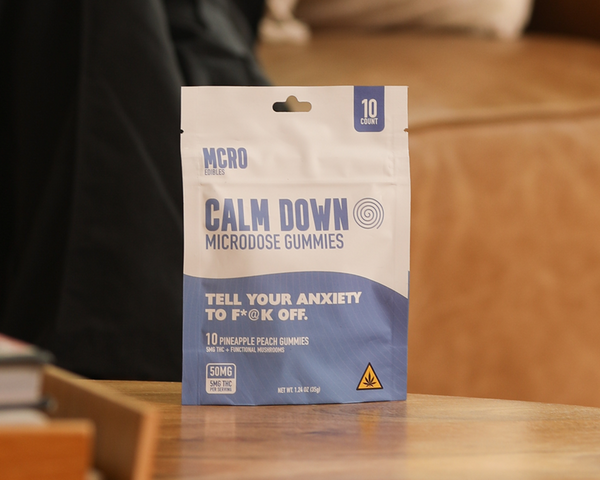 10
COUNT
MCRO
EDIBLES
CALM DOWN
MICRODOSE GUMMIES
TELL YOUR ANXIETY
TO F*@K OFF.
10 PINEAPPLE PEACH GUMMIES
5MG THC + FUNCTIONAL MUSHROOMS
50MG
5MG THC
PER SERVING
NET WT. 1.24 OZ (35g)